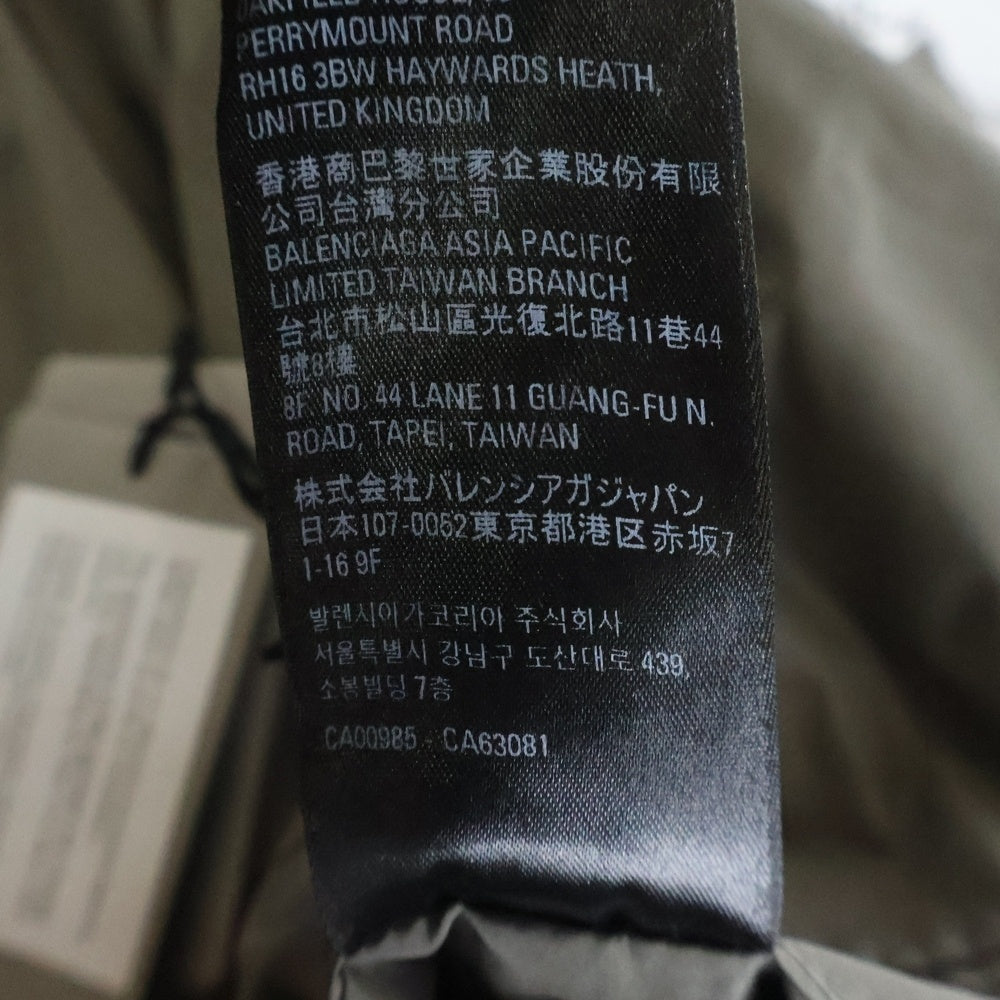 OAKFIELD HOUSE,
PERRYMOUNT ROAD
RH16 3BW HAYWARDS HEATH,
UNITED KINGDOM
香港商巴黎世家企業股份有限
公司台灣分公司
BALENCIAGA ASIA PACIFIC
LIMITED TAIWAN BRANCH
台北市松山區光復北路11巷44
號8樓
8F. NO. 44 LANE 11 GUANG-FU N.
ROAD, TAPEI, TAIWAN
株式会社バレンシアガジャパン
日本107-0052東京都港区赤坂7
1-16 9F
발렌시아가코리아 주식회사
서울특별시 강남구 도산대로 439,
소봉빌딩 7층
CA00985 - CA63081